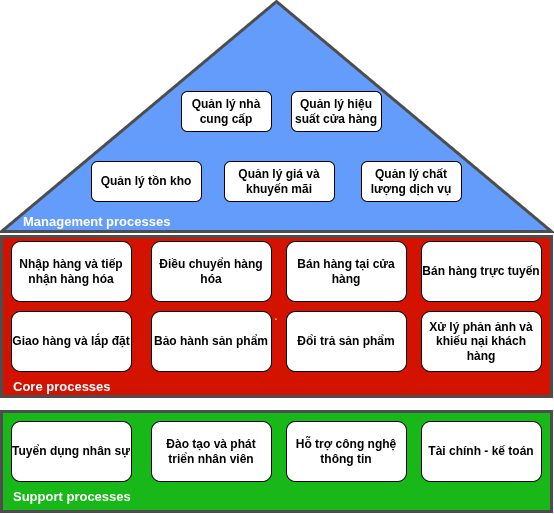 Quản lý nhà
cung cấp
Quản lý hiệu
suất cửa hàng
Quản lý tồn kho
Quản lý giá và
khuyến mãi
Quản lý chất
lượng dịch vụ
Management processes
Nhập hàng và tiếp
nhận hàng hóa
Điều chuyển hàng
hóa
Bán hàng tại cửa
hàng
Bán hàng trực tuyến
Giao hàng và lắp đặt
Bảo hành sản phẩm
Đổi trả sản phẩm
Xử lý phản ánh và
khiếu nại khách
hàng
Core processes
Tuyển dụng nhân sự
Đào tạo và phát
triển nhân viên
Hỗ trợ công nghệ
thông tin
Tài chính - kế toán
Support processes